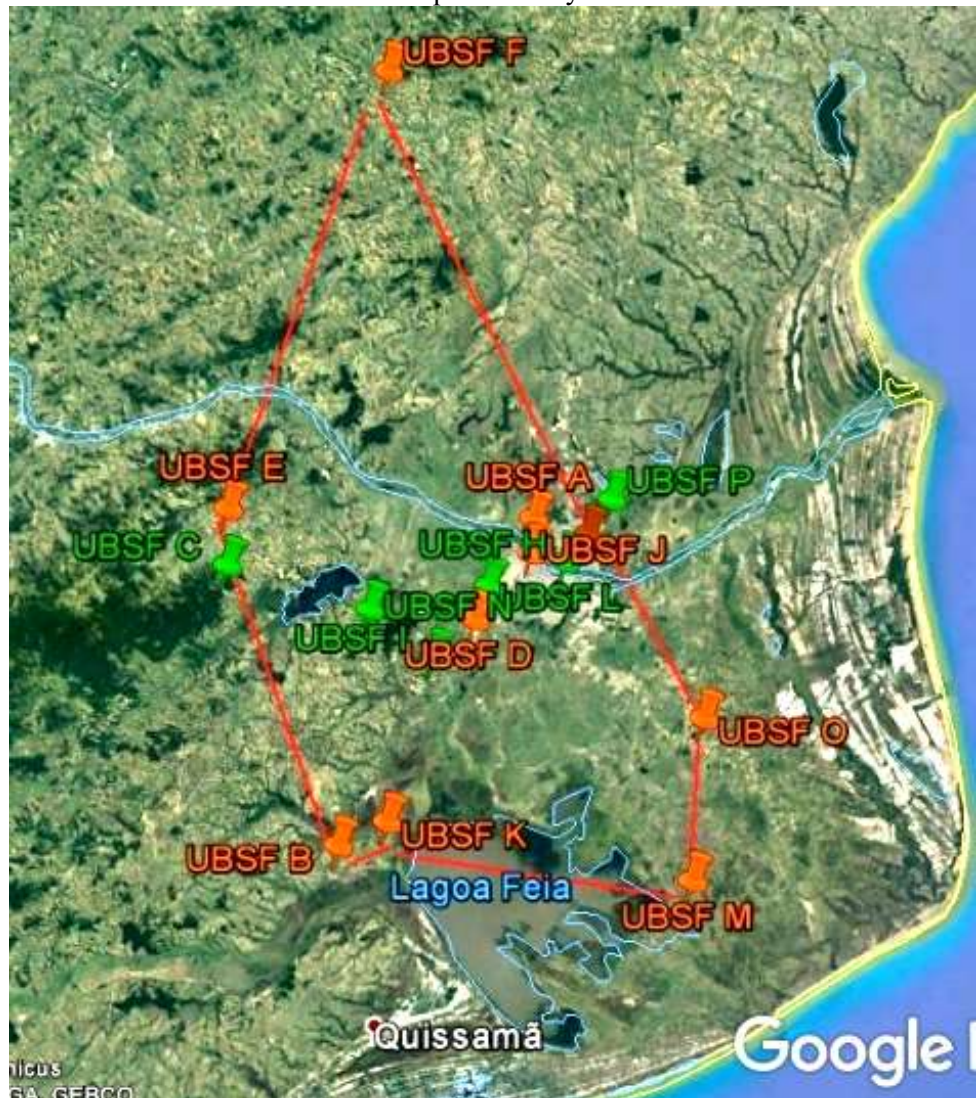 UBSF F
UBSF E
UBSF A
UBSF P
UBSF C
UBSF H
UBSF J
UBSF N
UBSF L
UBSF I
UBSF D
UBSF O
UBSF B
UBSF K
Lagoa Feia
UBSF M
Quissamã
Google
GEBCO